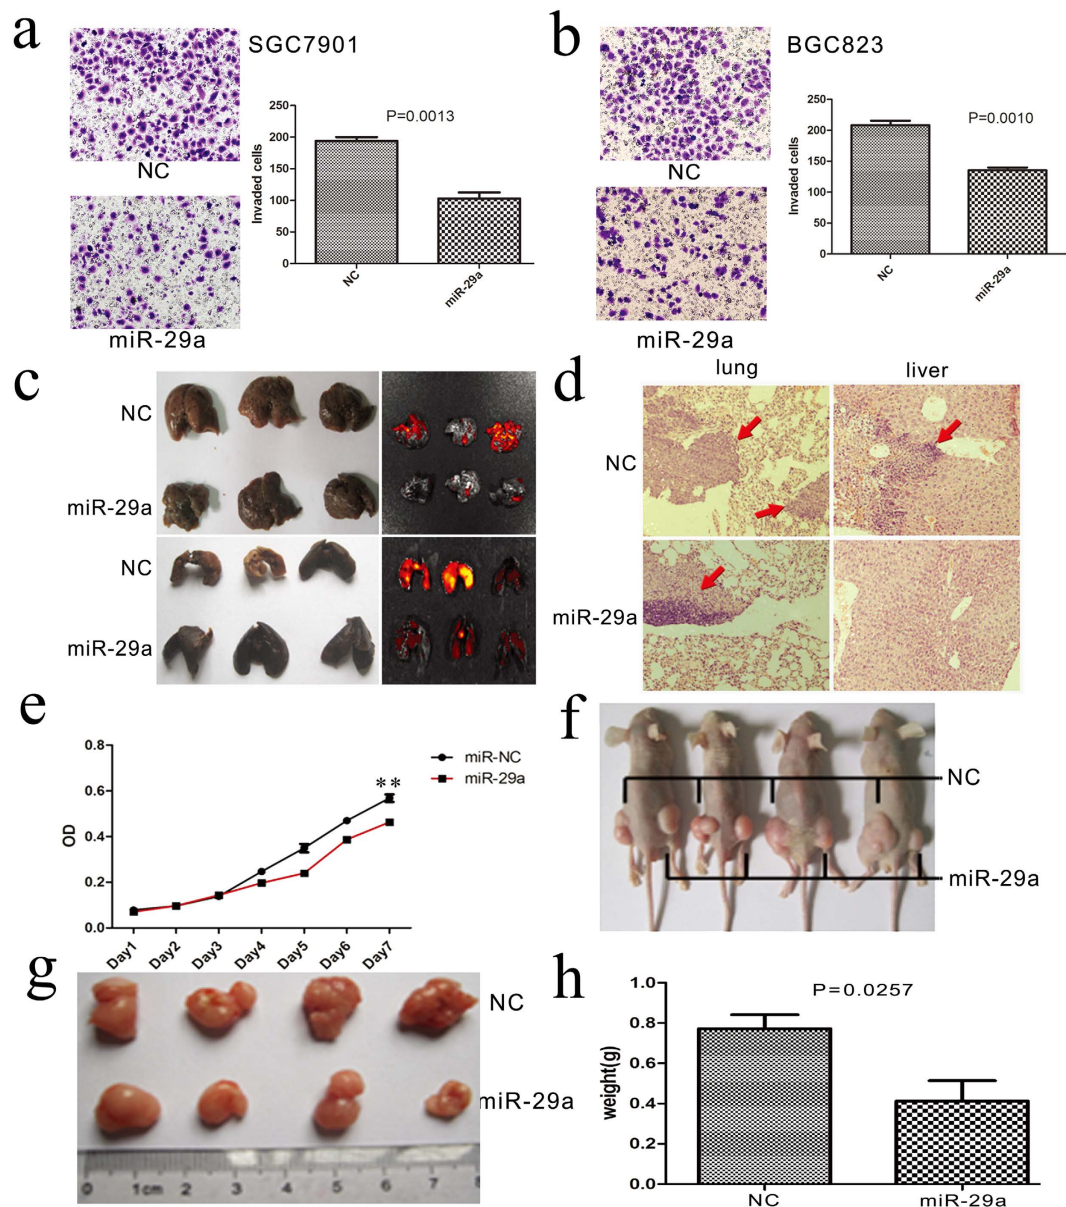 a
SGC7901
NC
miR-29a
250
200
150
100
50
0
Invaded cells
P=0.0013
NC
miR-29a
b
BGC823
NC
miR-29a
250
200
150
100
50
0
Invaded cells
P=0.0010
NC
miR-29a
c
NC
miR-29a
NC
miR-29a
d
lung
liver
NC
miR-29a
e
0.8
0.6
0.4
0.2
0.0
OD
miR-NC
miR-29a
**
Day1
Day2
Day3
Day4
Day5
Day6
Day7
f
NC
miR-29a
g
NC
miR-29a
0 1cm 2 3 4 5 6 7 8
h
1.0
0.8
0.6
0.4
0.2
0.0
weight(g)
P=0.0257
NC
miR-29a